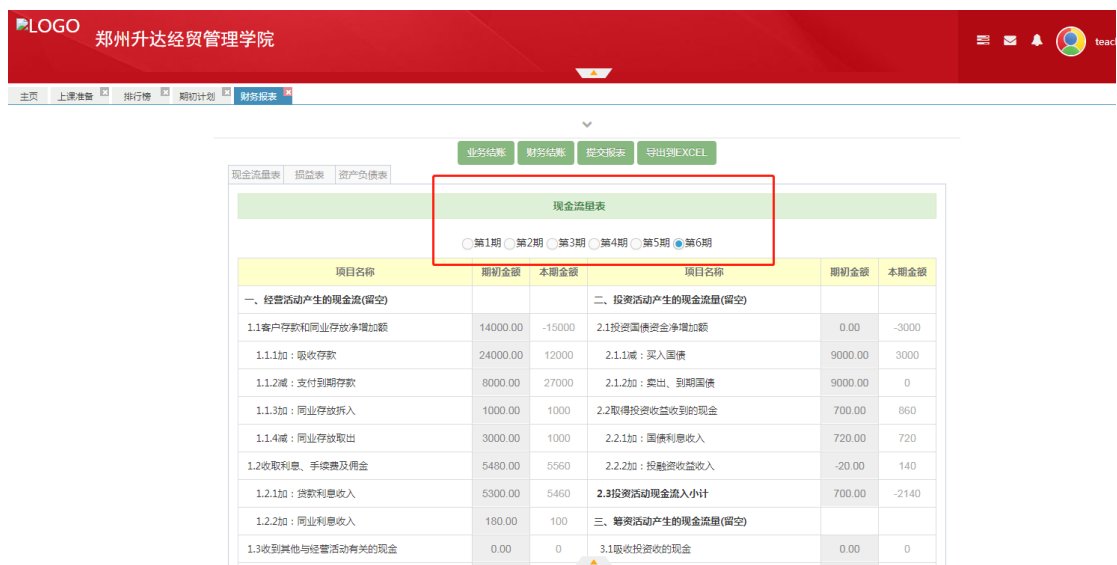 LOGO 郑州升达经贸管理学院
主页 上课准备 排行榜 期初计划 财务报表
业务结账 财务结账 提交报表 导出到EXCEL
现金流量表 损益表 资产负债表
现金流量表
第1期 第2期 第3期 第4期 第5期 第6期
项目名称 期初金额 本期金额 项目名称 期初金额 本期金额
一、经营活动产生的现金流(留空) 二、投资活动产生的现金流量(留空)
1.1客户存款和同业存放净增加额 14000.00 -15000 2.1投资国债资金净增加额 0.00 -3000
1.1.1加：吸收存款 24000.00 12000 2.1.1减：买入国债 9000.00 3000
1.1.2减：支付到期存款 8000.00 27000 2.1.2加：卖出、到期国债 9000.00 0
1.1.3加：同业存放拆入 1000.00 1000 2.2取得投资收益收到的现金 700.00 860
1.1.4减：同业存放取出 3000.00 1000 2.2.1加：国债利息收入 720.00 720
1.2收取利息、手续费及佣金 5480.00 5560 2.2.2加：投融资收益收入 -20.00 140
1.2.1加：贷款利息收入 5300.00 5460 2.3投资活动现金流入小计 700.00 -2140
1.2.2加：同业利息收入 180.00 100 三、筹资活动产生的现金流量(留空)
1.3收到其他与经营活动有关的现金 0.00 0 3.1吸收投资收的现金 0.00 0